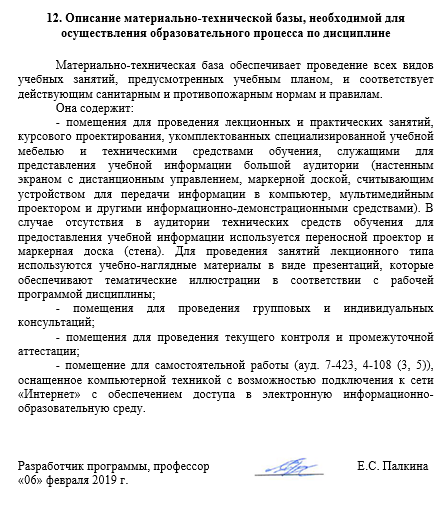 12. Описание материально-технической базы, необходимой для
осуществления образовательного процесса по дисциплине
Материально-техническая база обеспечивает проведение всех видов
учебных занятий, предусмотренных учебным планом, и соответствует
действующим санитарным и противопожарным нормам и правилам.
Она содержит:
- помещения для проведения лекционных и практических занятий,
курсового проектирования, укомплектованных специализированной учебной
мебелью и техническими средствами обучения, служащими для
представления учебной информации большой аудитории (настенным
экраном с дистанционным управлением, маркерной доской, считывающим
устройством для передачи информации в компьютер, мультимедийным
проектором и другими информационно-демонстрационными средствами). В
случае отсутствия в аудитории технических средств обучения для
предоставления учебной информации используется переносной проектор и
маркерная доска (стена). Для проведения занятий лекционного типа
используются учебно-наглядные материалы в виде презентаций, которые
обеспечивают тематические иллюстрации в соответствии с рабочей
программой дисциплины;
- помещения для проведения групповых и индивидуальных
консультаций;
- помещения для проведения текущего контроля и промежуточной
аттестации;
- помещение для самостоятельной работы (ауд. 7-423, 4-108 (3, 5)),
оснащенное компьютерной техникой с возможностью подключения к сети
«Интернет» с обеспечением доступа в электронную информационно-
образовательную среду.
Разработчик программы, профессор Е.С. Палкина
«06» февраля 2019 г.